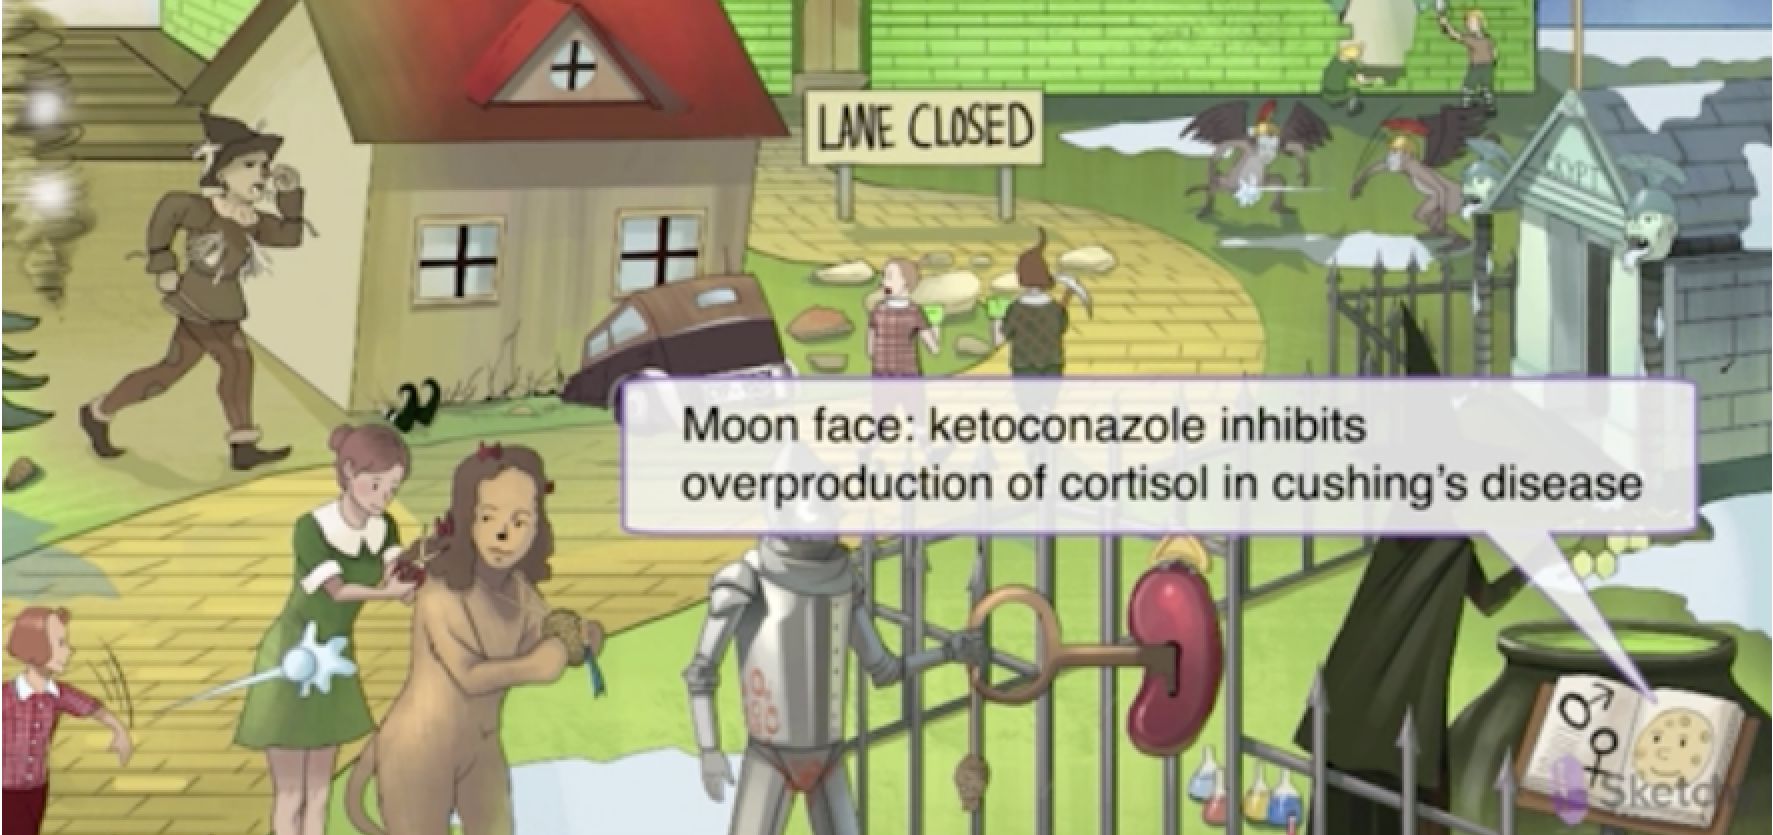 LANE CLOSED
Moon face: ketoconazole inhibits
overproduction of cortisol in cushing's disease